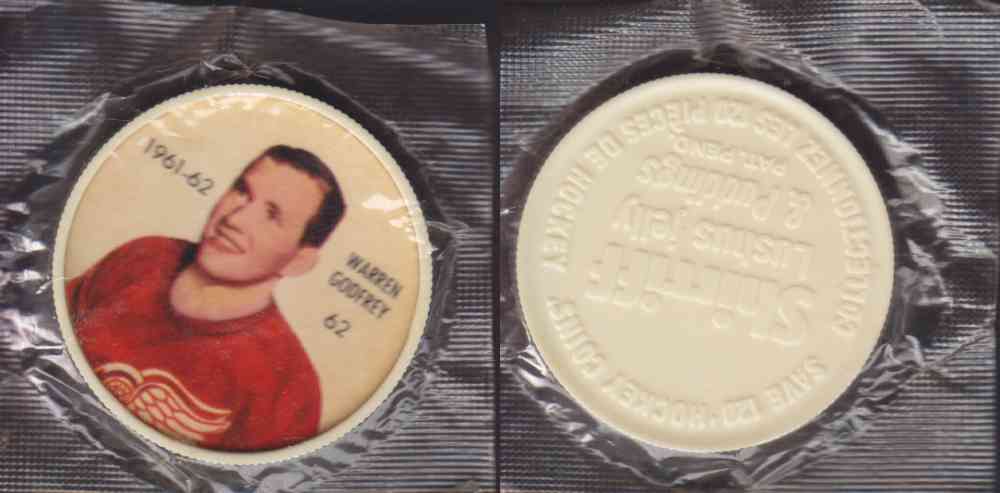 1961-62
WARREN
GODFREY
62
SAVE 120 HOCKEY COINS
Shirriff
LUSHUS Jelly
& Puddings
PAT. PEND.
COLLECTIONNEZ LES 120 PIÈCES DE HOCKEY